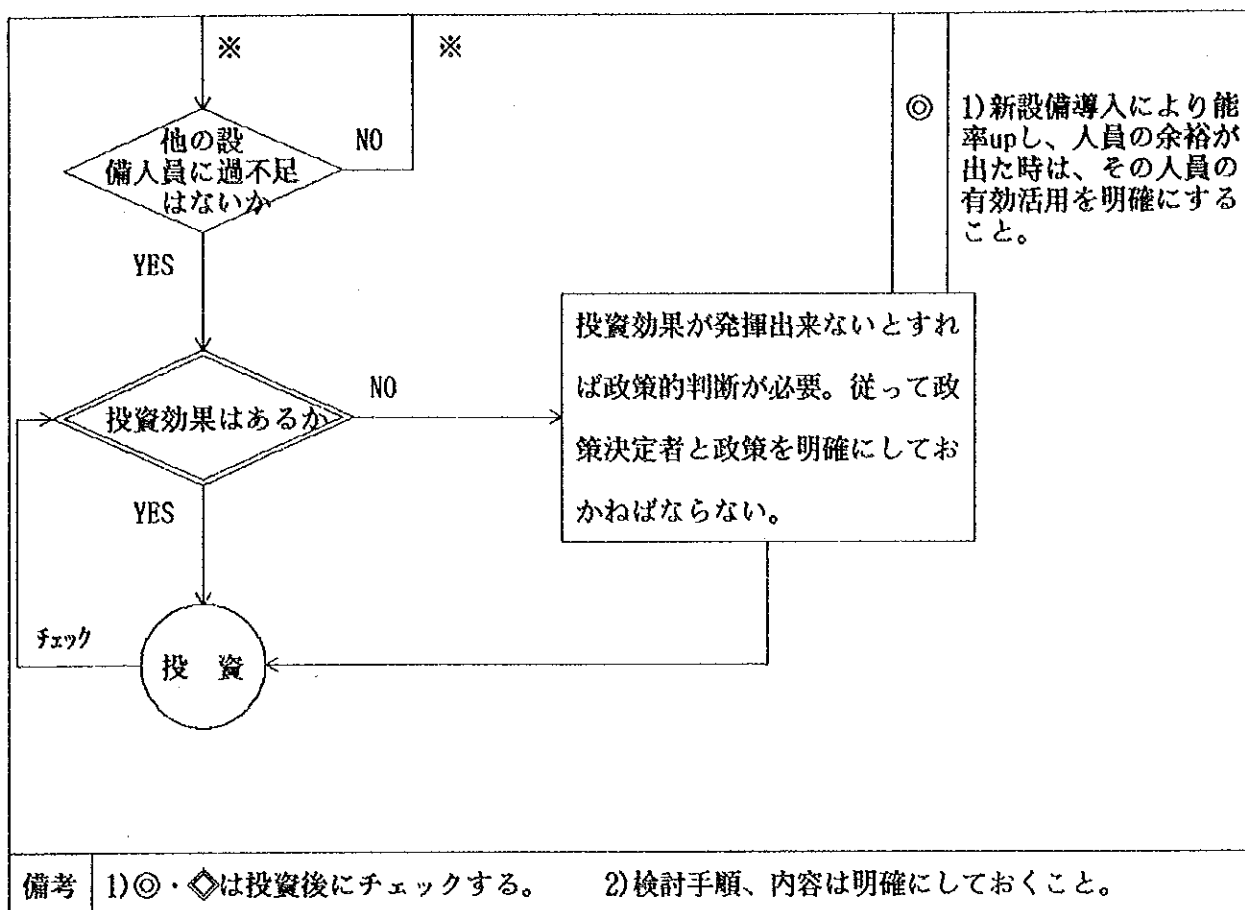 ※
※
他の設
備人員に過不足
はないか
NO
◎
1)新設備導入により能
率upし、人員の余裕が
出た時は、その人員の
有効活用を明確にする
こと。
YES
投資効果はあるか
NO
投資効果が発揮出来ないとすれ
ば政策的判断が必要。従って政
策決定者と政策を明確にしてお
かねばならない。
YES
チェック
投 資
備考
1)◎・◈は投資後にチェックする。 2)検討手順、内容は明確にしておくこと。